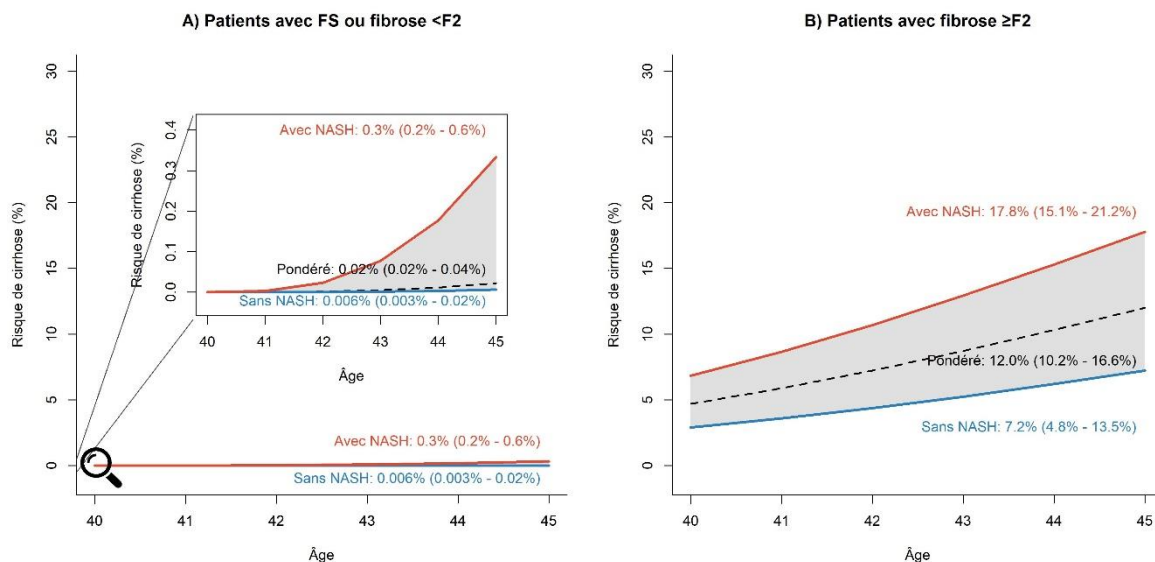 A) Patients avec FS ou fibrose <F2
30
25
20
15
10
5
0
Risque de cirrhose (%)
0.4
0.3
0.2
0.1
0.0
Risque de cirrhose (%)
Avec NASH: 0.3% (0.2% - 0.6%)
Pondéré: 0.02% (0.02% - 0.04%)
Sans NASH: 0.006% (0.003% - 0.02%)
40 41 42 43 44 45
Âge
Avec NASH: 0.3% (0.2% - 0.6%)
Sans NASH: 0.006% (0.003% - 0.02%)
40 41 42 43 44 45
Âge
B) Patients avec fibrose ≥F2
30
25
20
15
10
5
0
Risque de cirrhose (%)
Avec NASH: 17.8% (15.1% - 21.2%)
Pondéré: 12.0% (10.2% - 16.6%)
Sans NASH: 7.2% (4.8% - 13.5%)
40 41 42 43 44 45
Âge